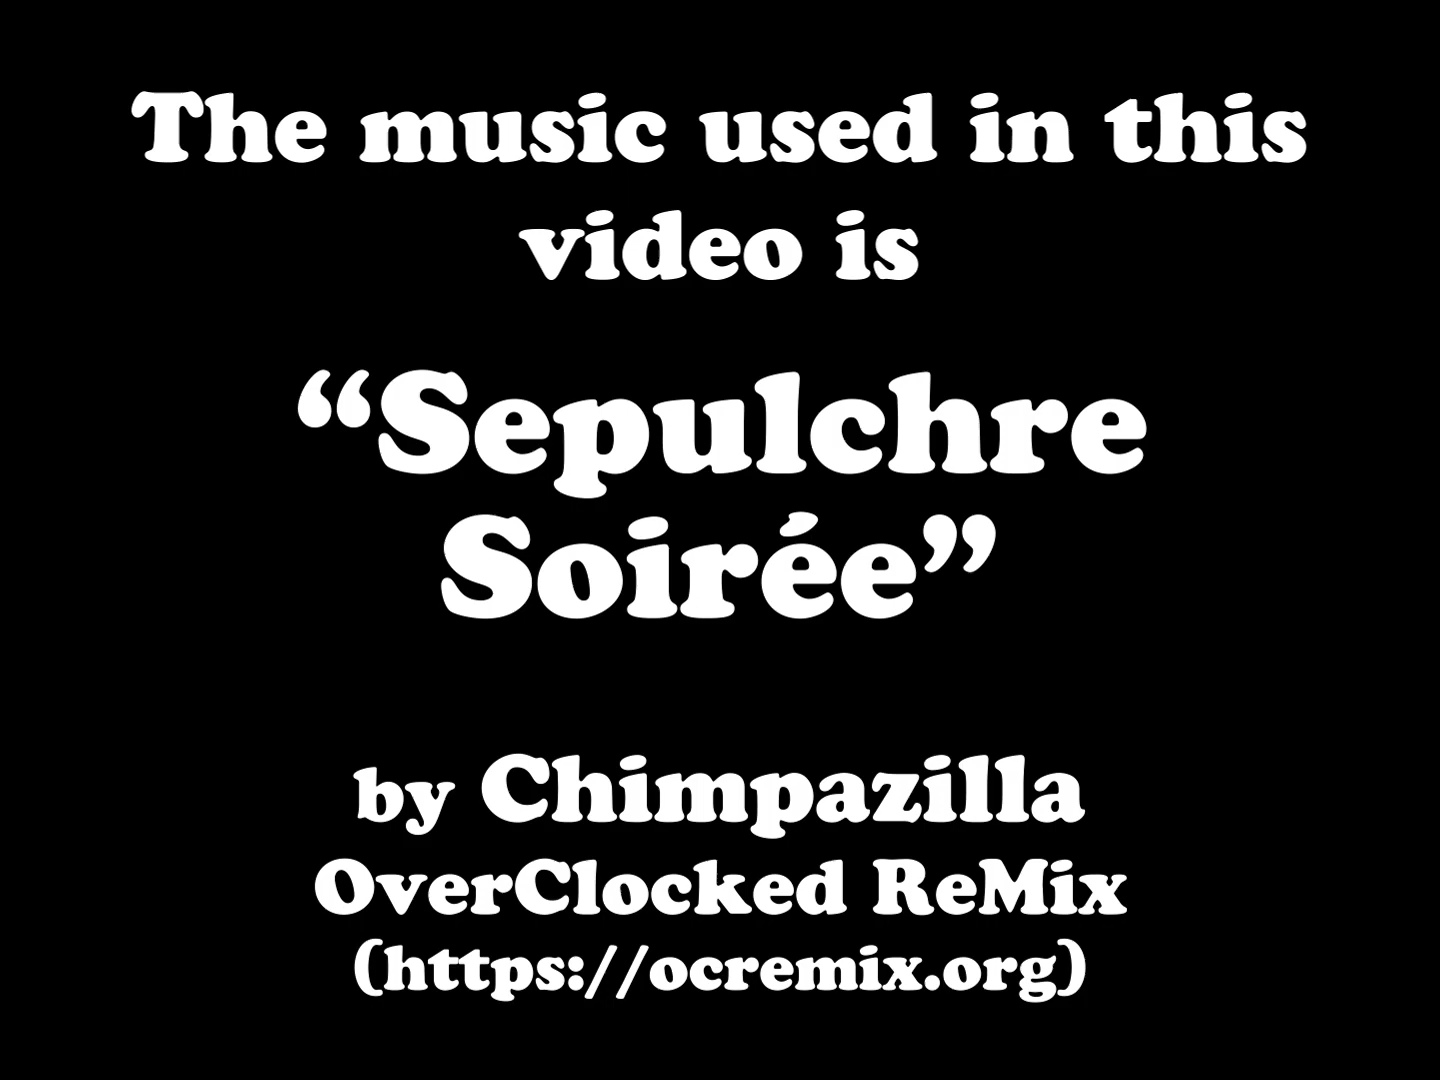 The music used in this
video is
“Sepulchre
Soirée”
by Chimpazilla
OverClocked ReMix
(https://ocremix.org)